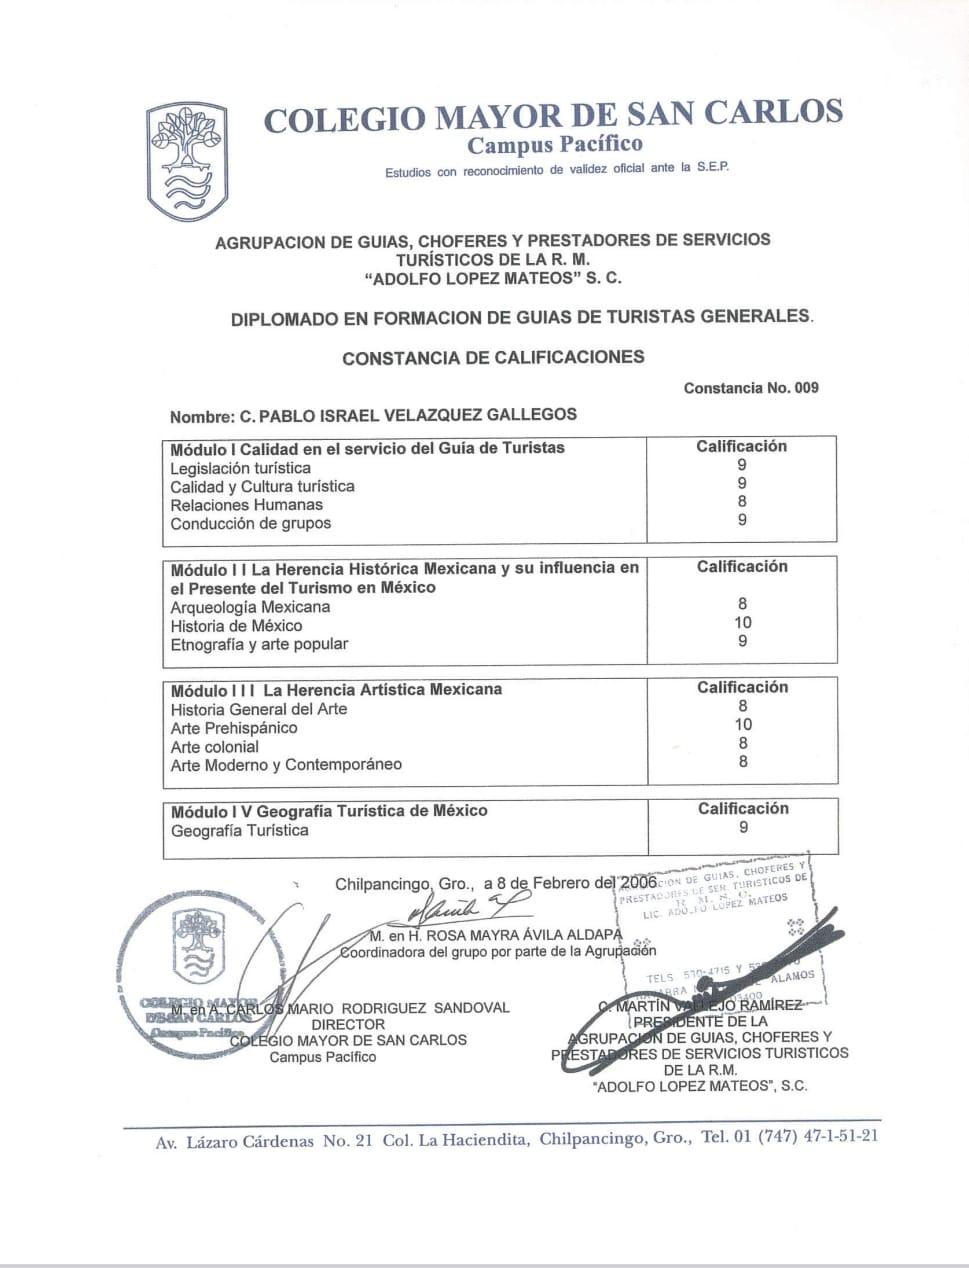 COLEGIO MAYOR DE SAN CARLOS
Campus Pacífico
Estudios con reconocimiento de validez oficial ante la S.E.P.
AGRUPACION DE GUIAS, CHOFERES Y PRESTADORES DE SERVICIOS
TURÍSTICOS DE LA R. M.
“ADOLFO LOPEZ MATEOS” S. C.
DIPLOMADO EN FORMACION DE GUIAS DE TURISTAS GENERALES.
CONSTANCIA DE CALIFICACIONES
Constancia No. 009
Nombre: C. PABLO ISRAEL VELAZQUEZ GALLEGOS
Módulo I Calidad en el servicio del Guía de Turistas Calificación
Legislación turística 9
Calidad y Cultura turística 9
Relaciones Humanas 8
Conducción de grupos 9
Módulo I I La Herencia Histórica Mexicana y su influencia en Calificación
el Presente del Turismo en México
Arqueología Mexicana 8
Historia de México 10
Etnografía y arte popular 9
Módulo I I I La Herencia Artística Mexicana Calificación
Historia General del Arte 8
Arte Prehispánico 10
Arte colonial 8
Arte Moderno y Contemporáneo 8
Módulo I V Geografía Turística de México Calificación
Geografía Turística 9
Chilpancingo, Gro., a 8 de Febrero del 2006
CION DE GUIAS, CHOFERES Y
PRESTADORES DE SER. TURISTICOS DE
R. M. S. C.
LIC. ADOLFO LOPEZ MATEOS
M. en H. ROSA MAYRA ÁVILA ALDAPA
Coordinadora del grupo por parte de la Agrupación
TELS. 530-4715 Y
ALAMOS
COLEGIO MAYOR
DE SAN CARLOS
Campus Pacífico
M. en A. CARLOS MARIO RODRIGUEZ SANDOVAL
DIRECTOR
COLEGIO MAYOR DE SAN CARLOS
Campus Pacífico
C. MARTÍN VALLEJO RAMÍREZ
PRESIDENTE DE LA
AGRUPACIÓN DE GUIAS, CHOFERES Y
PRESTADORES DE SERVICIOS TURISTICOS
DE LA R.M.
“ADOLFO LOPEZ MATEOS”, S.C.
Av. Lázaro Cárdenas No. 21 Col. La Haciendita, Chilpancingo, Gro., Tel. 01 (747) 47-1-51-21